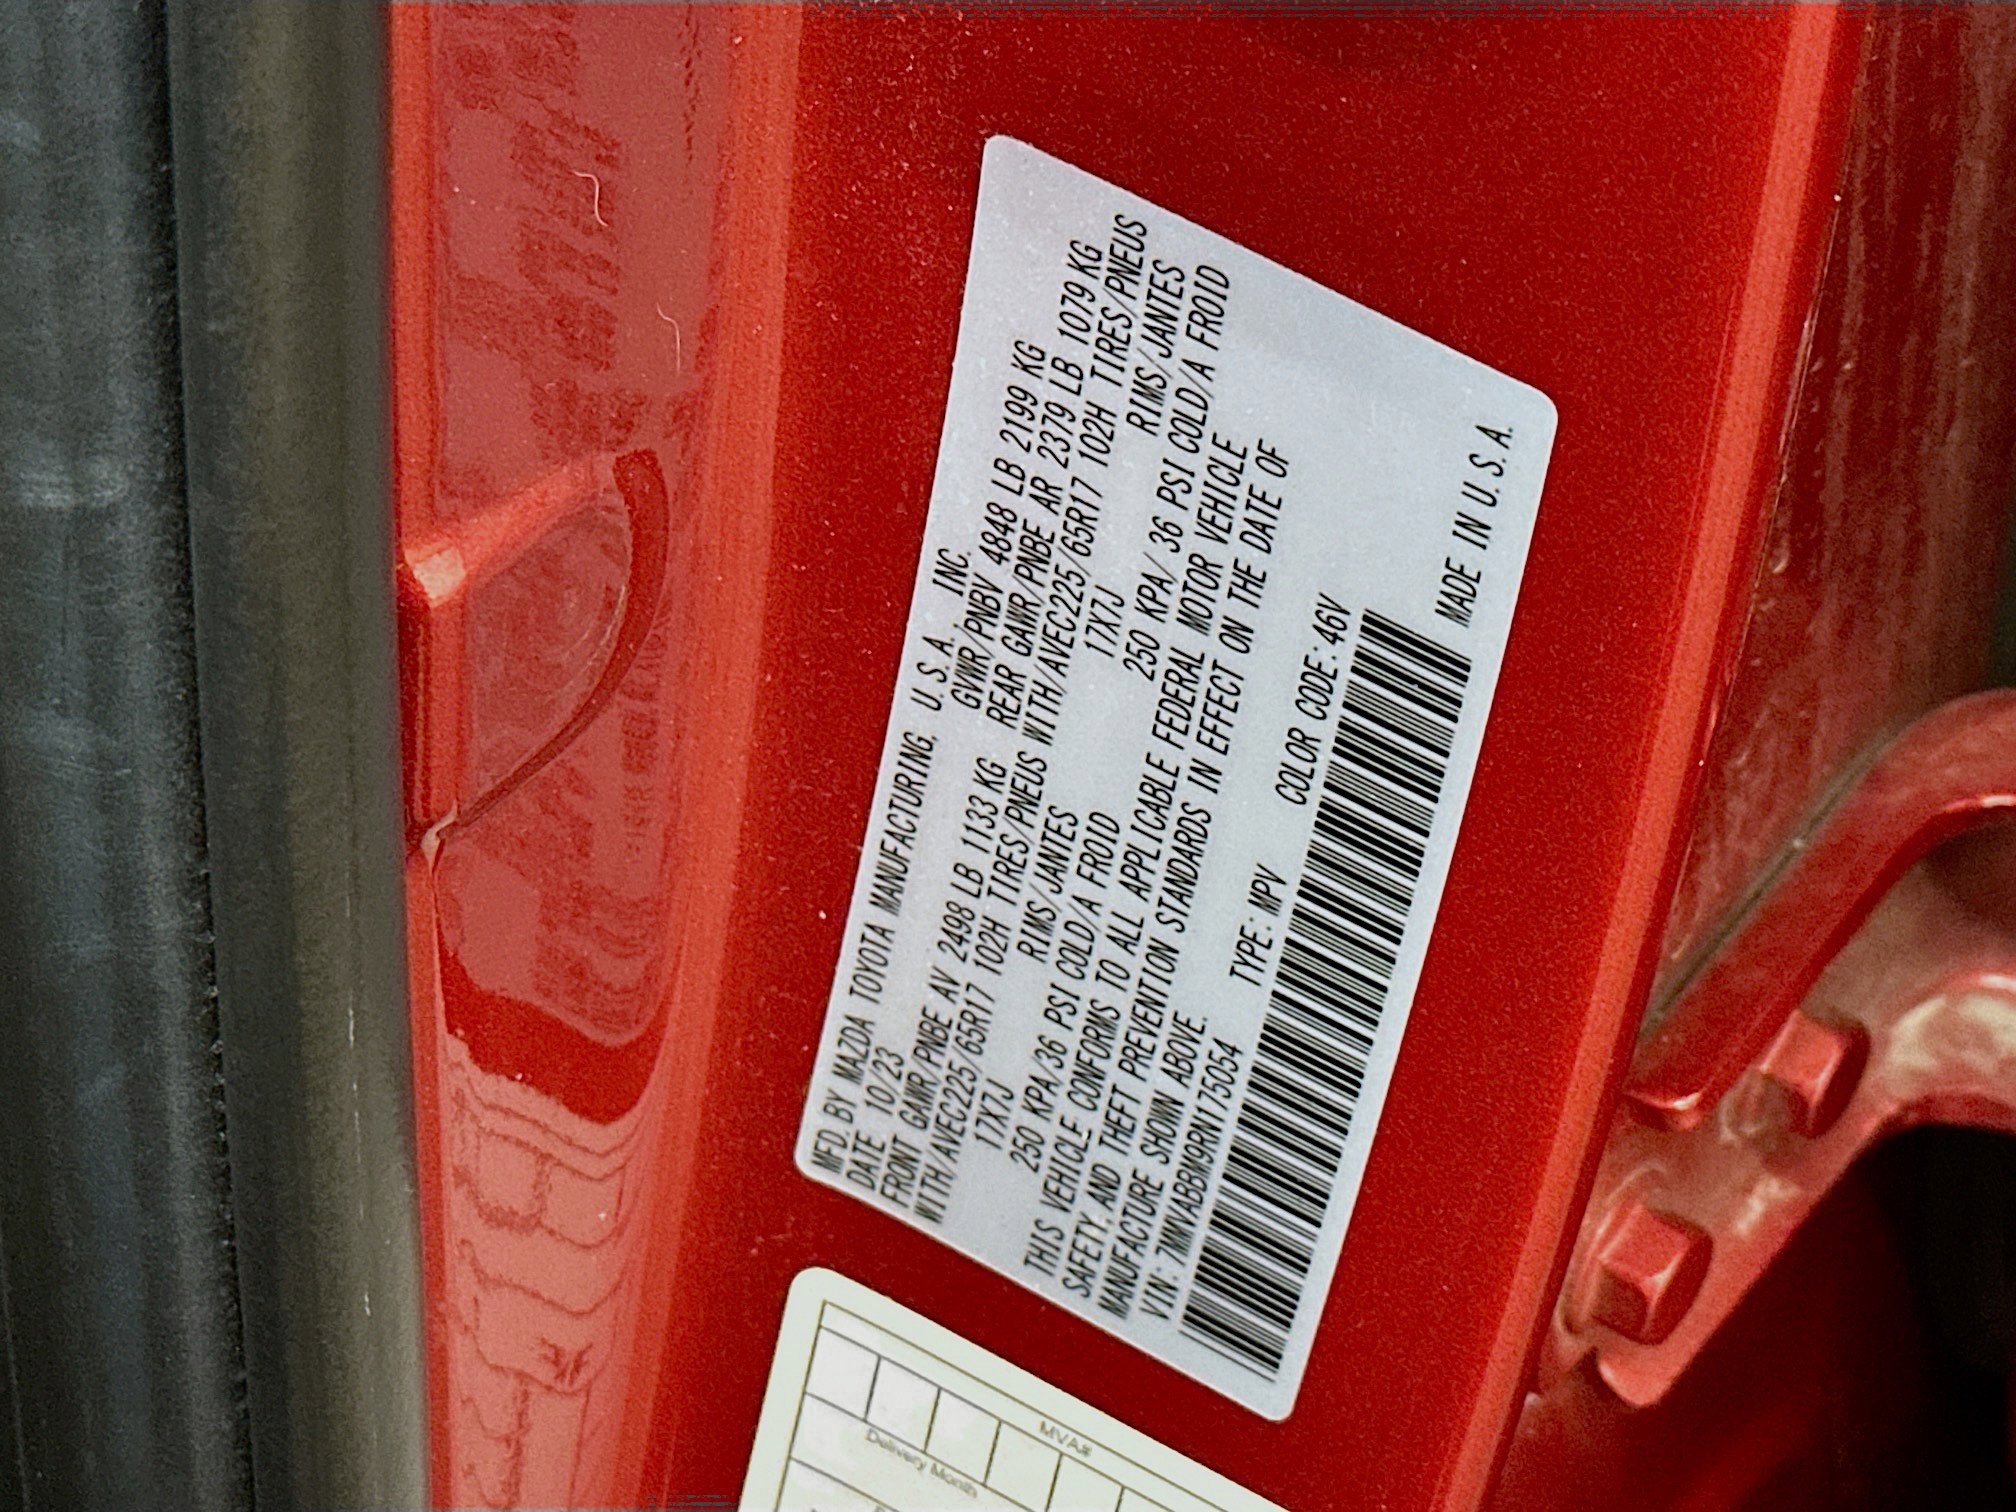 MFD. BY MAZDA TOYOTA MANUFACTURING, U.S.A., INC.
DATE 10/23 GVWR/PNBV 4848 LB 2199 KG
FRONT GAWR/PNBE AV 2498 LB 1133 KG REAR GAWR/PNBE AR 2379 LB 1079 KG
WITH/AVEC225/65R17 102H TIRES/PNEUS WITH/AVEC225/65R17 102H TIRES/PNEUS
17X7J RIMS/JANTES 17X7J RIMS/JANTES
250 KPA/36 PSI COLD/A FROID 250 KPA/ 36 PSI COLD/A FROID
THIS VEHICLE CONFORMS TO ALL APPLICABLE FEDERAL MOTOR VEHICLE
SAFETY, AND THEFT PREVENTION STANDARDS IN EFFECT ON THE DATE OF
MANUFACTURE SHOWN ABOVE.
VIN: 7MMVABBM9RN175054 TYPE: MPV COLOR CODE: 46V
MADE IN U.S.A.
MVA#
Delivery Month